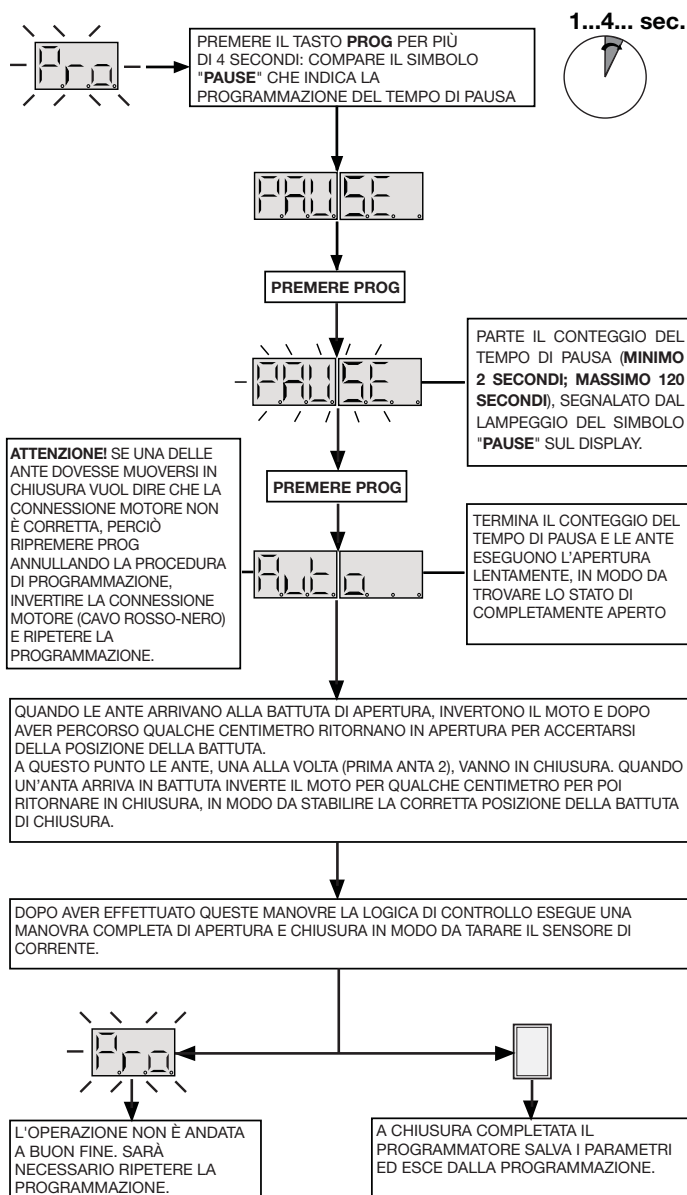 1...4... sec.
Pro
PREMERE IL TASTO PROG PER PIÙ
DI 4 SECONDI: COMPARE IL SIMBOLO
"PAUSE" CHE INDICA LA
PROGRAMMAZIONE DEL TEMPO DI PAUSA
PAUSE
PREMERE PROG
PAUSE
PARTE IL CONTEGGIO DEL
TEMPO DI PAUSA (MINIMO
2 SECONDI; MASSIMO 120
SECONDI), SEGNALATO DAL
LAMPEGGIO DEL SIMBOLO
"PAUSE" SUL DISPLAY.
ATTENZIONE! SE UNA DELLE
ANTE DOVESSE MUOVERSI IN
CHIUSURA VUOL DIRE CHE LA
CONNESSIONE MOTORE NON
È CORRETTA, PERCIÒ
RIPREMERE PROG
ANNULLANDO LA PROCEDURA
DI PROGRAMMAZIONE,
INVERTIRE LA CONNESSIONE
MOTORE (CAVO ROSSO-NERO)
E RIPETERE LA
PROGRAMMAZIONE.
PREMERE PROG
Auto
TERMINA IL CONTEGGIO DEL
TEMPO DI PAUSA E LE ANTE
ESEGUONO L'APERTURA
LENTAMENTE, IN MODO DA
TROVARE LO STATO DI
COMPLETAMENTE APERTO
QUANDO LE ANTE ARRIVANO ALLA BATTUTA DI APERTURA, INVERTONO IL MOTO E DOPO
AVER PERCORSO QUALCHE CENTIMETRO RITORNANO IN APERTURA PER ACCERTARSI
DELLA POSIZIONE DELLA BATTUTA.
A QUESTO PUNTO LE ANTE, UNA ALLA VOLTA (PRIMA ANTA 2), VANNO IN CHIUSURA. QUANDO
UN'ANTA ARRIVA IN BATTUTA INVERTE IL MOTO PER QUALCHE CENTIMETRO PER POI
RITORNARE IN CHIUSURA, IN MODO DA STABILIRE LA CORRETTA POSIZIONE DELLA BATTUTA
DI CHIUSURA.
DOPO AVER EFFETTUATO QUESTE MANOVRE LA LOGICA DI CONTROLLO ESEGUE UNA
MANOVRA COMPLETA DI APERTURA E CHIUSURA IN MODO DA TARARE IL SENSORE DI
CORRENTE.
Pro
L'OPERAZIONE NON È ANDATA
A BUON FINE. SARÀ
NECESSARIO RIPETERE LA
PROGRAMMAZIONE.
A CHIUSURA COMPLETATA IL
PROGRAMMATORE SALVA I PARAMETRI
ED ESCE DALLA PROGRAMMAZIONE.